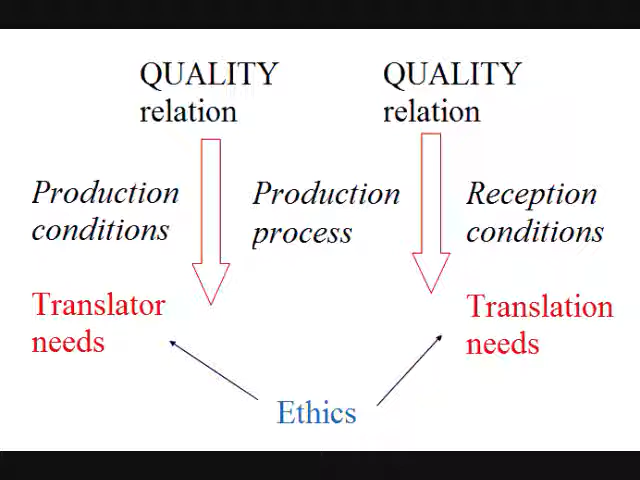 QUALITY
relation
QUALITY
relation
Production
conditions
Production
process
Reception
conditions
Translator
needs
Translation
needs
Ethics